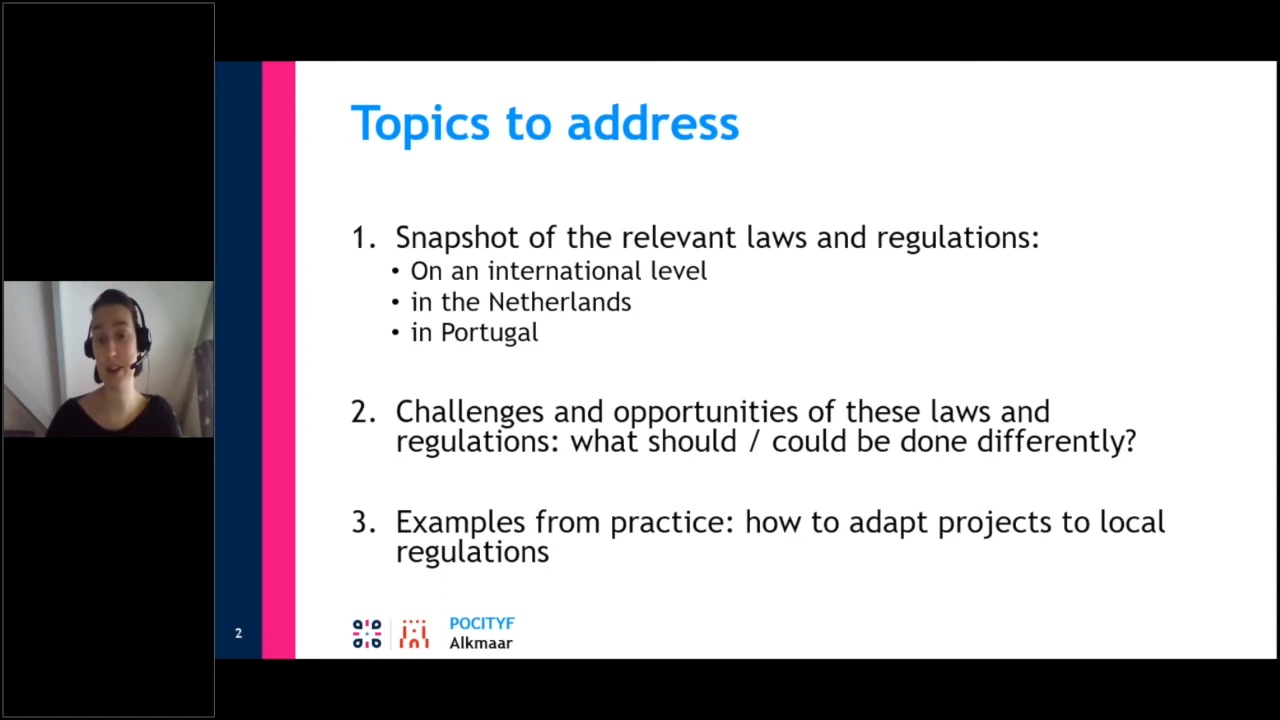 Topics to address
1. Snapshot of the relevant laws and regulations:
• On an international level
• in the Netherlands
• in Portugal
2. Challenges and opportunities of these laws and
regulations: what should / could be done differently?
3. Examples from practice: how to adapt projects to local
regulations
2
POCITYF
Alkmaar